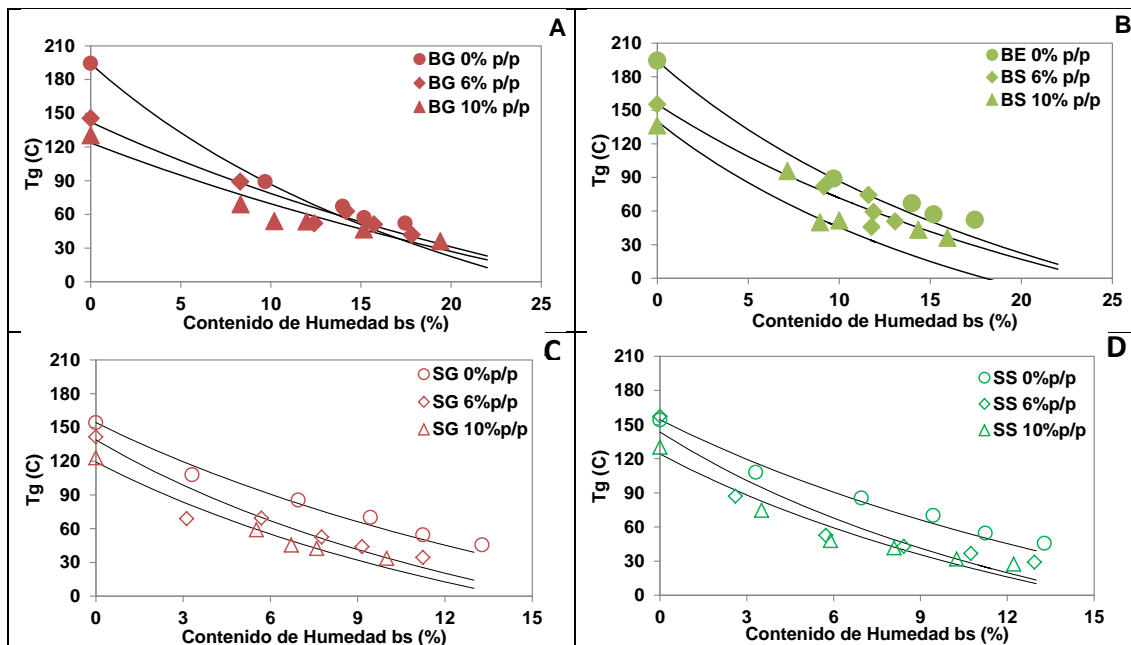 A
210
180
150
120
90
60
30
0
Tg (C)
BG 0% p/p
BG 6% p/p
BG 10% p/p
0 5 10 15 20 25
Contenido de Humedad bs (%)
B
210
180
150
120
90
60
30
0
Tg (C)
BE 0% p/p
BS 6% p/p
BS 10% p/p
0 5 10 15 20 25
Contenido de Humedad bs (%)
C
210
180
150
120
90
60
30
0
Tg (C)
SG 0%p/p
SG 6%p/p
SG 10%p/p
0 3 6 9 12 15
Contenido de Humedad bs (%)
D
210
180
150
120
90
60
30
0
Tg (C)
SS 0%p/p
SS 6%p/p
SS 10%p/p
0 3 6 9 12 15
Contenido de Humedad bs (%)